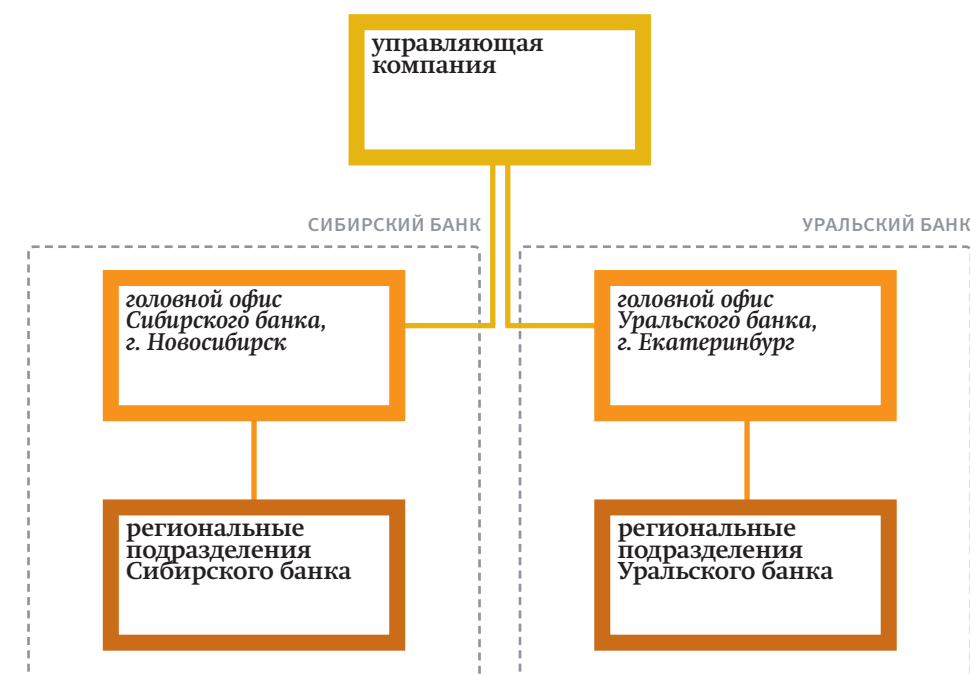 управляющая
компания
СИБИРСКИЙ БАНК
УРАЛЬСКИЙ БАНК
головной офис
Сибирского банка,
г. Новосибирск
головной офис
Уральского банка,
г. Екатеринбург
региональные
подразделения
Сибирского банка
региональные
подразделения
Уральского банка